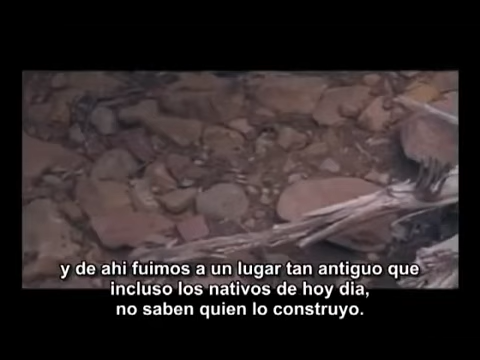 y de ahi fuimos a un lugar tan antiguo que
incluso los nativos de hoy dia,
no saben quien lo construyo.